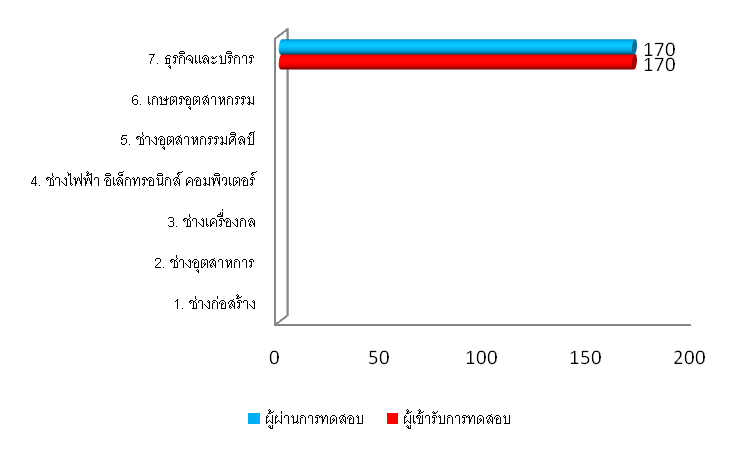 7. ธุรกิจและบริการ
170
170
6. เกษตรอุตสาหกรรม
5. ช่างอุตสาหกรรมศิลป์
4. ช่างไฟฟ้า อิเล็กทรอนิกส์ คอมพิวเตอร์
3. ช่างเครื่องกล
2. ช่างอุตสาหการ
1. ช่างก่อสร้าง
0 50 100 150 200
ผู้ผ่านการทดสอบ ผู้เข้ารับการทดสอบ